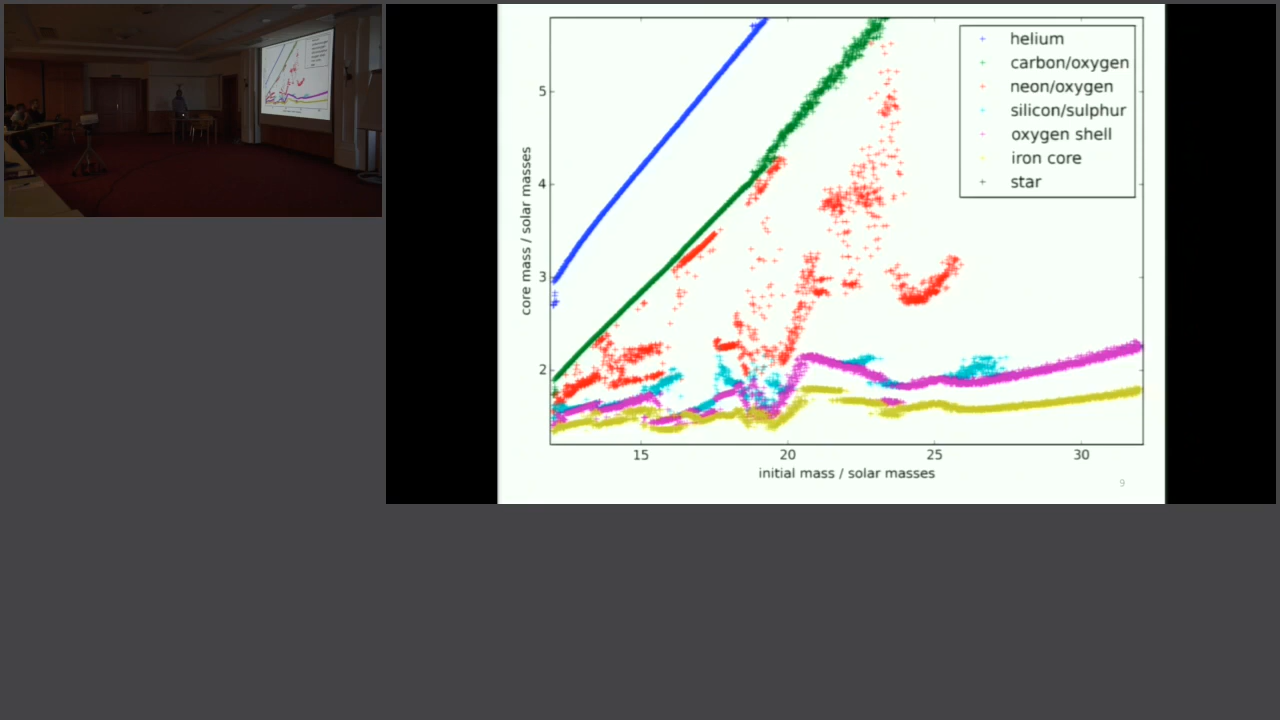 helium
carbon/oxygen
neon/oxygen
silicon/sulphur
oxygen shell
iron core
star
core mass / solar masses
5
4
3
2
15
20
25
30
initial mass / solar masses
9